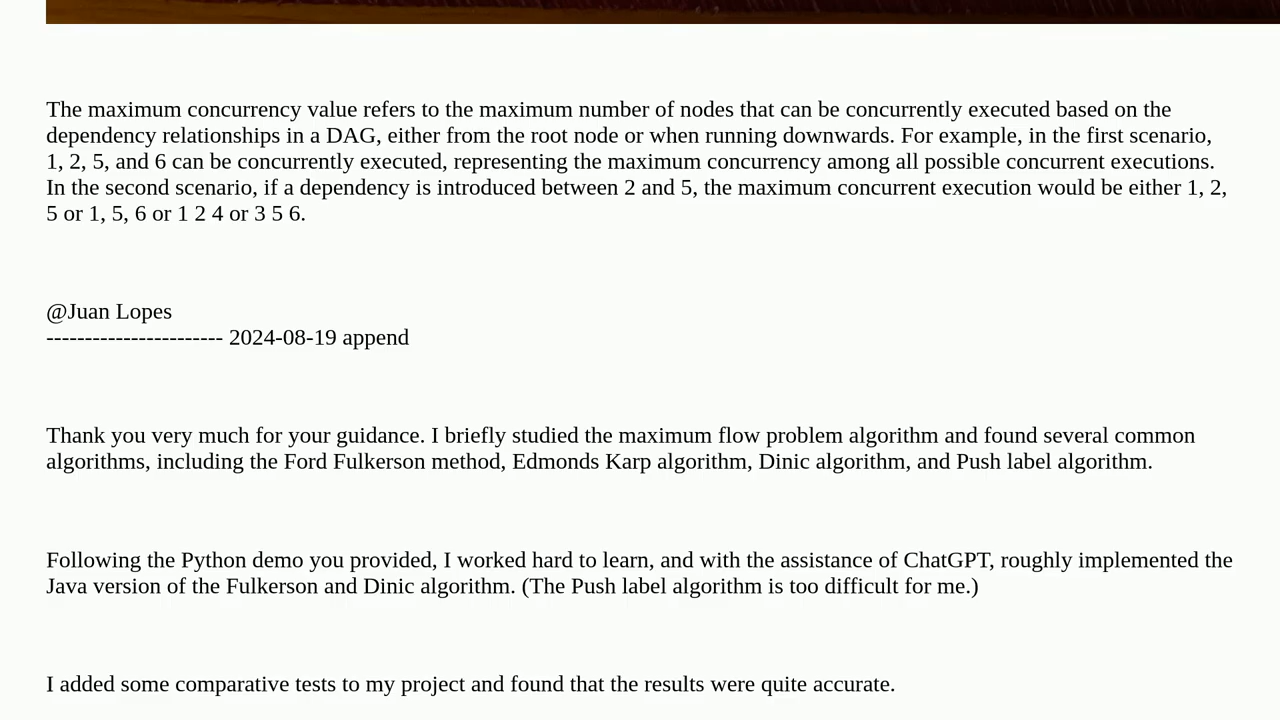 The maximum concurrency value refers to the maximum number of nodes that can be concurrently executed based on the
dependency relationships in a DAG, either from the root node or when running downwards. For example, in the first scenario,
1, 2, 5, and 6 can be concurrently executed, representing the maximum concurrency among all possible concurrent executions.
In the second scenario, if a dependency is introduced between 2 and 5, the maximum concurrent execution would be either 1, 2,
5 or 1, 5, 6 or 1 2 4 or 3 5 6.
@Juan Lopes
----------------------- 2024-08-19 append
Thank you very much for your guidance. I briefly studied the maximum flow problem algorithm and found several common
algorithms, including the Ford Fulkerson method, Edmonds Karp algorithm, Dinic algorithm, and Push label algorithm.
Following the Python demo you provided, I worked hard to learn, and with the assistance of ChatGPT, roughly implemented the
Java version of the Fulkerson and Dinic algorithm. (The Push label algorithm is too difficult for me.)
I added some comparative tests to my project and found that the results were quite accurate.